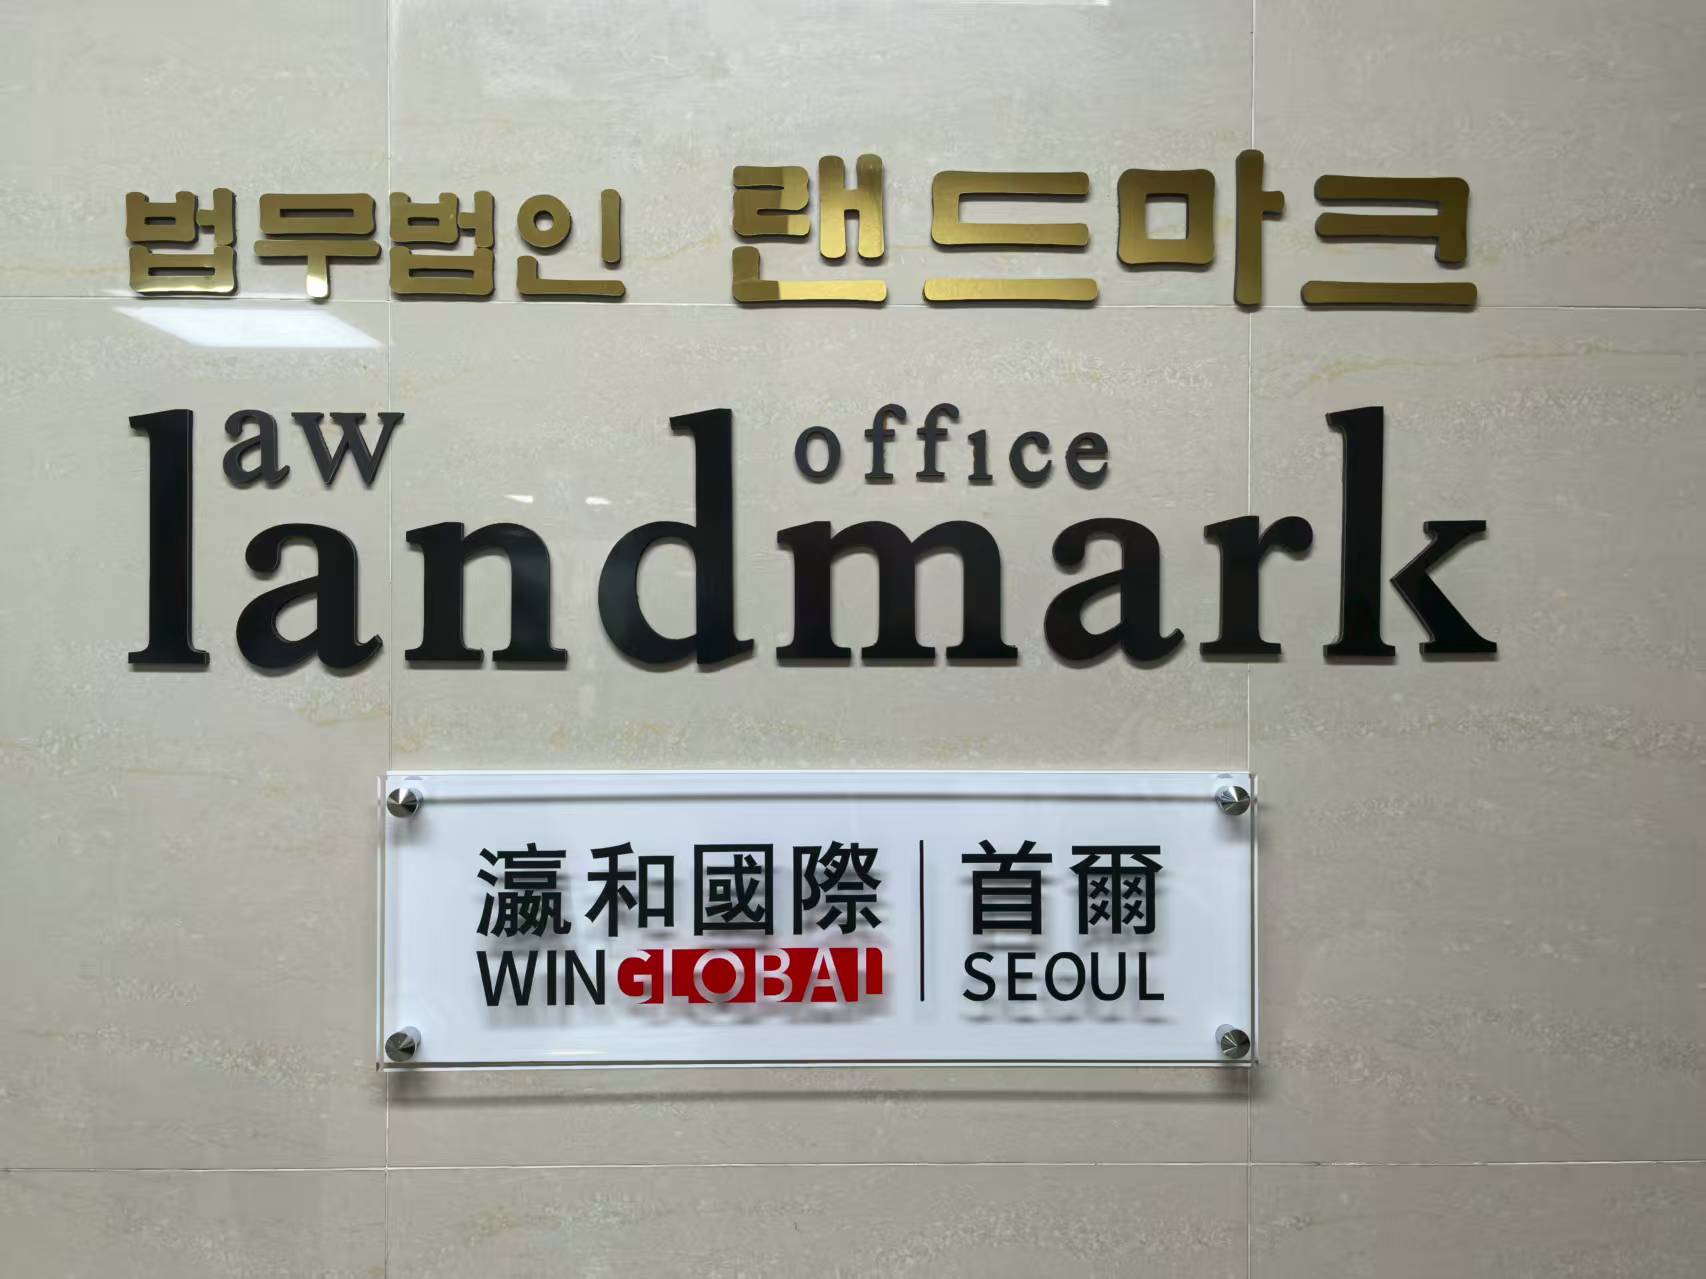 법무법인 랜드마크
law office
landmark
瀛和國際 | 首爾
WINGLOBAL | SEOUL